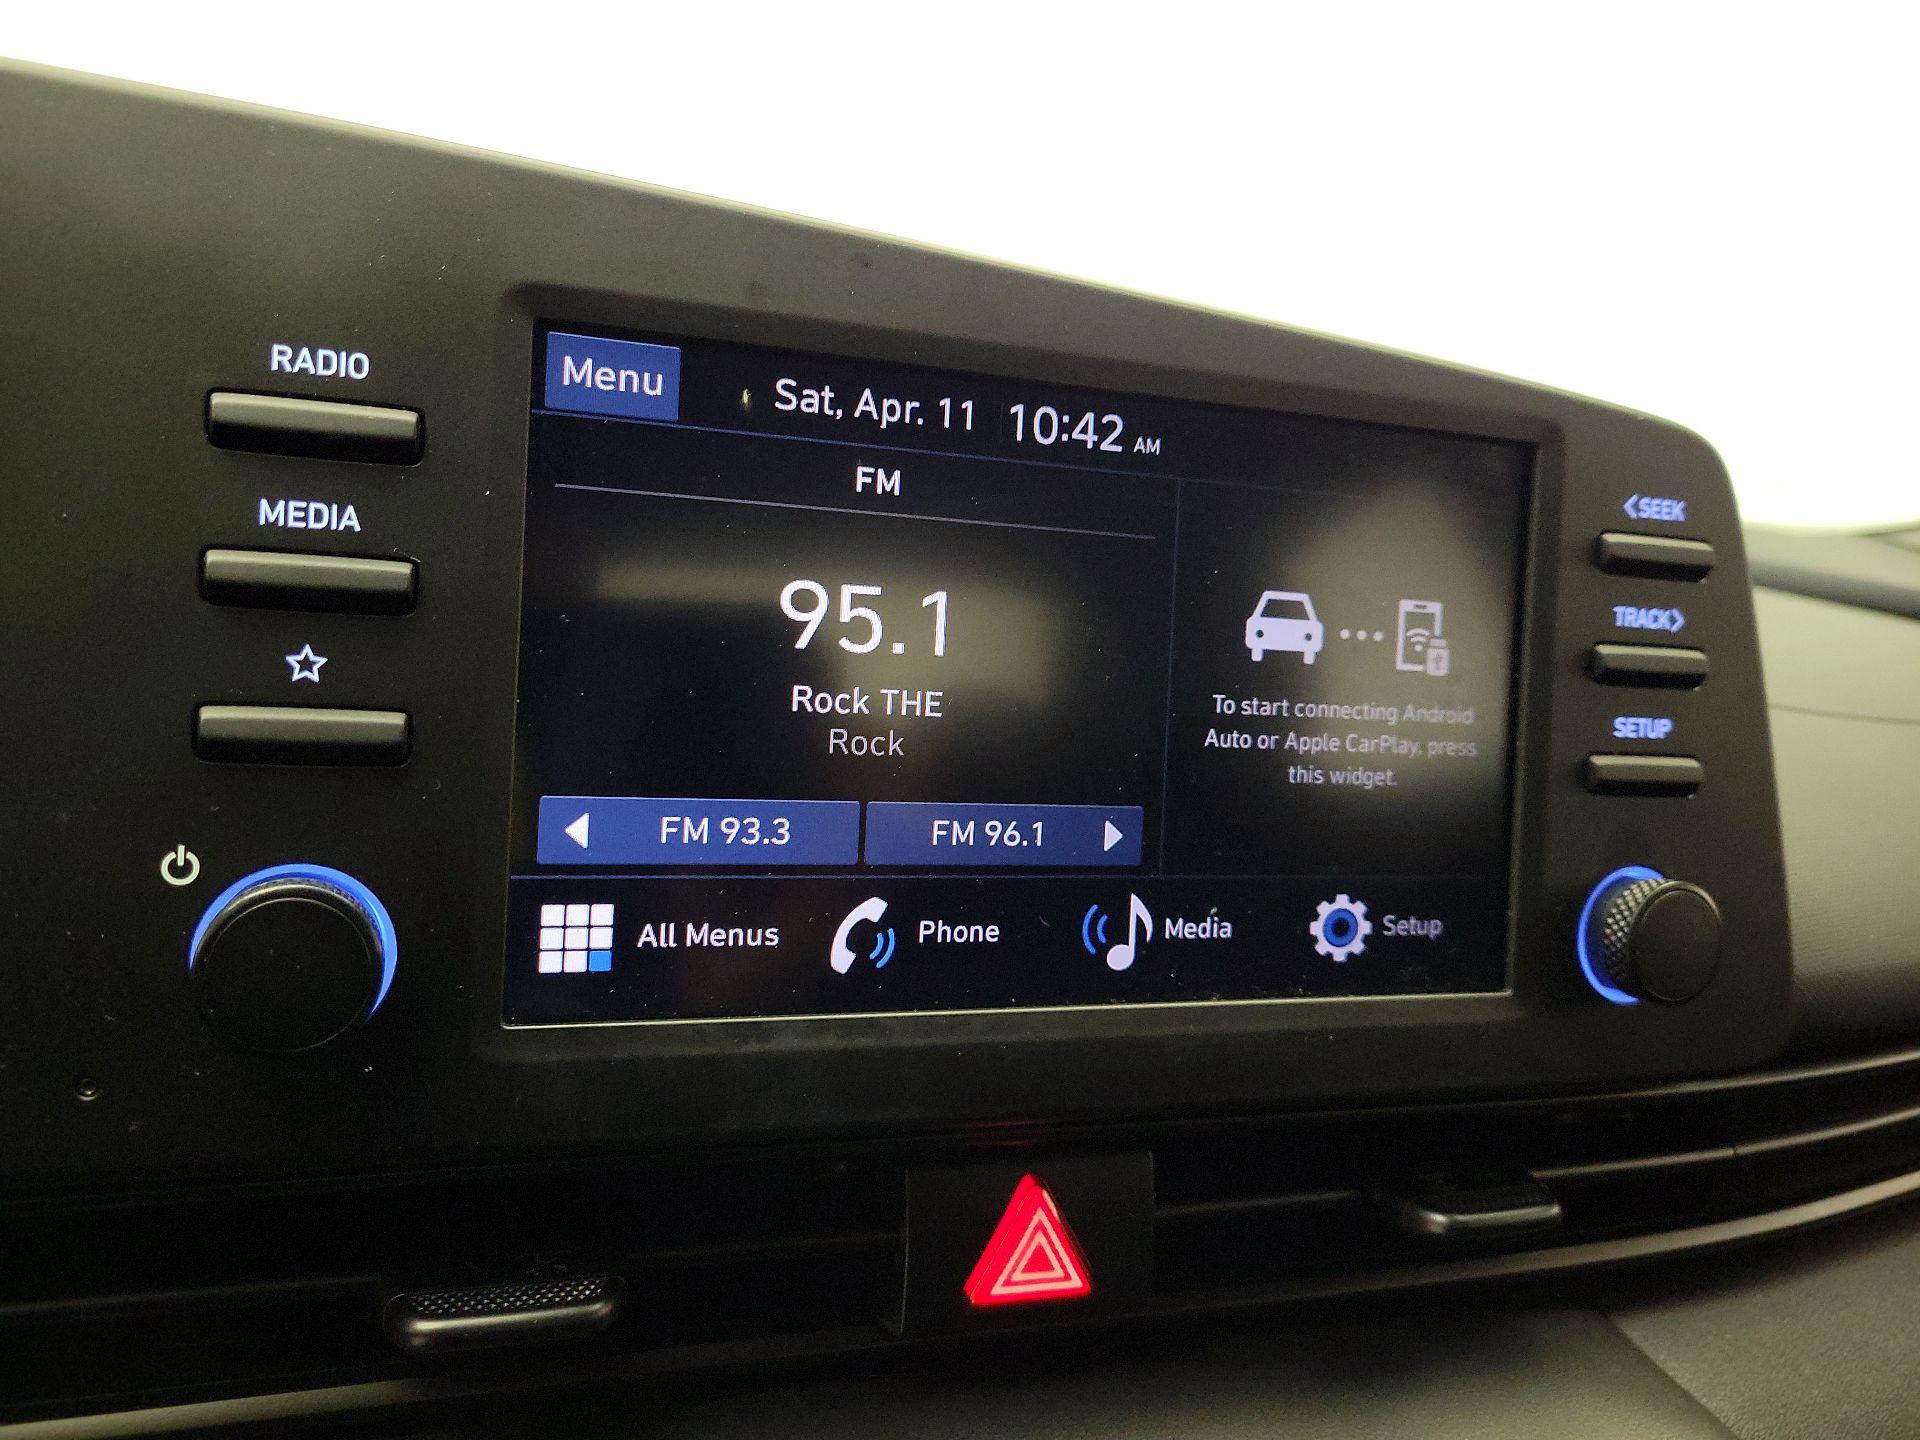 RADIO
MEDIA
Menu
Sat, Apr. 11 10:42 AM
FM
95.1
Rock THE
Rock
FM 93.3
FM 96.1
To start connecting Android
Auto or Apple CarPlay, press
this widget.
All Menus
Phone
Media
Setup
<SEEK
TRACK>
SETUP